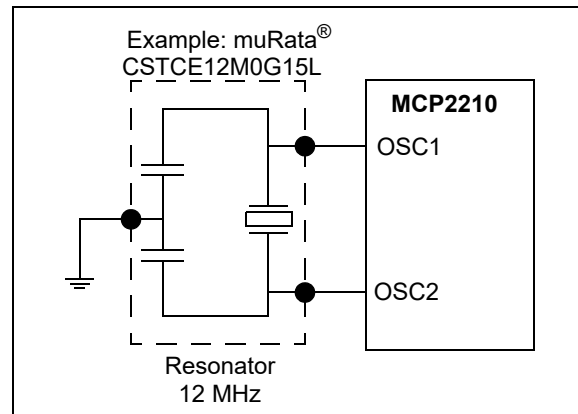 Example: muRata®
CSTCE12M0G15L
MCP2210
OSC1
OSC2
Resonator
12 MHz